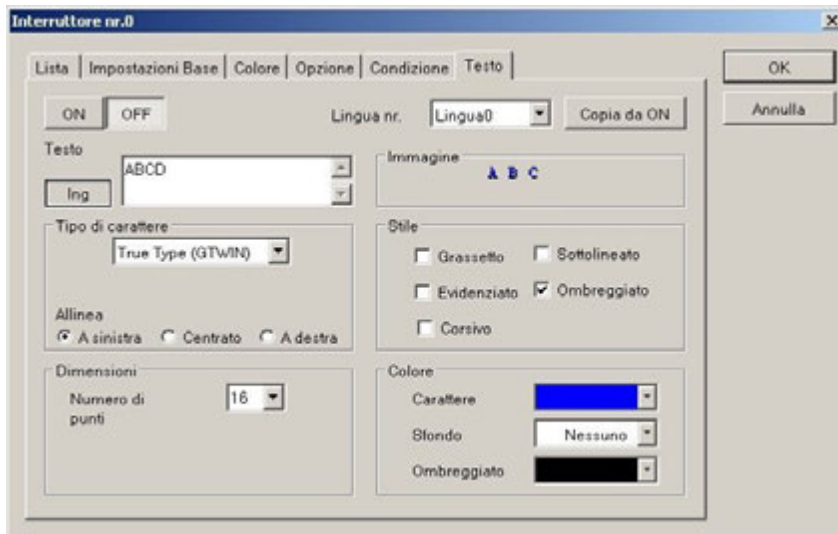 Interruttore nr.0
Lista Impostazioni Base Colore Opzione Condizione Testo
OK
Annulla
ON OFF Lingua nr. Lingua0 Copia da ON
Testo
ABCD
Ing
Immagine
A B C
Tipo di carattere
True Type (GTWIN)
Allinea
A sinistra Centrato A destra
Stile
Grassetto Sottolineato
Evidenziato Ombreggiato
Corsivo
Dimensioni
Numero di
punti
16
Colore
Carattere
Sfondo Nessuno
Ombreggiato